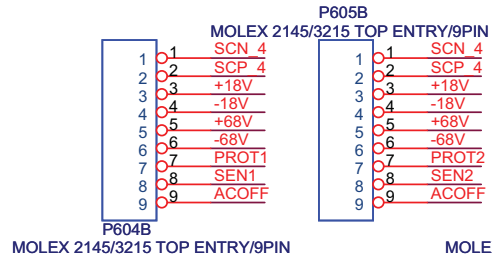 P605B
MOLEX 2145/3215 TOP ENTRY/9PIN
1 1 SCN_4
2 2 SCP_4
3 3 +18V
4 4 -18V
5 5 +68V
6 6 -68V
7 7 PROT1
8 8 SEN1
9 9 ACOFF
P604B
MOLEX 2145/3215 TOP ENTRY/9PIN
1 1 SCN_4
2 2 SCP_4
3 3 +18V
4 4 -18V
5 5 +68V
6 6 -68V
7 7 PROT2
8 8 SEN2
9 9 ACOFF
MOLE